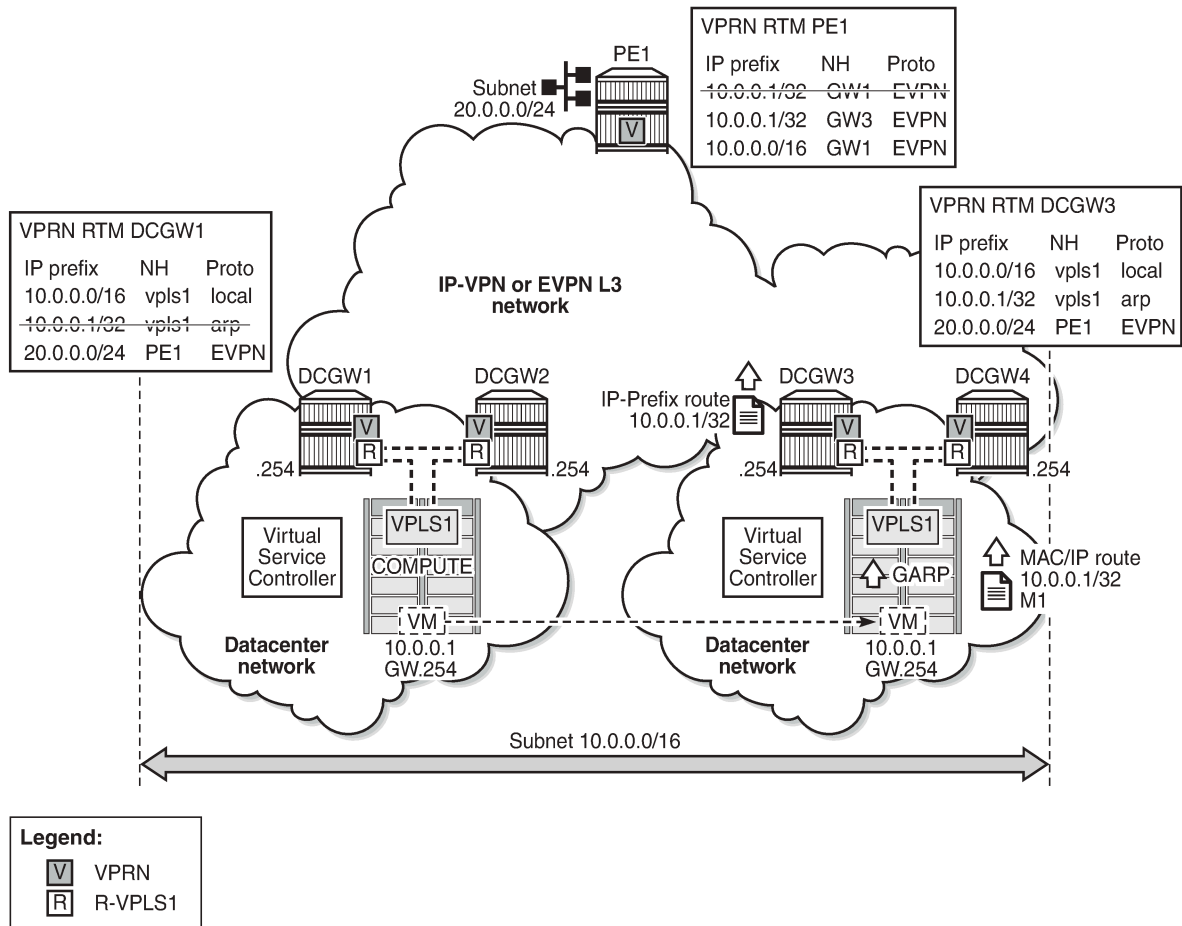 PE1
Subnet
20.0.0.0/24
V
VPRN RTM PE1
IP prefix NH Proto
10.0.0.1/32 GW1 EVPN
10.0.0.1/32 GW3 EVPN
10.0.0.0/16 GW1 EVPN
VPRN RTM DCGW1
IP prefix NH Proto
10.0.0.0/16 vpls1 local
10.0.0.1/32 vpls1 arp
20.0.0.0/24 PE1 EVPN
VPRN RTM DCGW3
IP prefix NH Proto
10.0.0.0/16 vpls1 local
10.0.0.1/32 vpls1 arp
20.0.0.0/24 PE1 EVPN
IP-VPN or EVPN L3
network
DCGW1
DCGW2
V
R
V
R
.254
.254
IP-Prefix route
10.0.0.1/32
DCGW3
DCGW4
V
R
V
R
.254
.254
Virtual
Service
Controller
VPLS1
COMPUTE
VM
10.0.0.1
GW.254
Datacenter
network
Virtual
Service
Controller
VPLS1
GARP
VM
10.0.0.1
GW.254
Datacenter
network
MAC/IP route
10.0.0.1/32
M1
Subnet 10.0.0.0/16
Legend:
V VPRN
R R-VPLS1